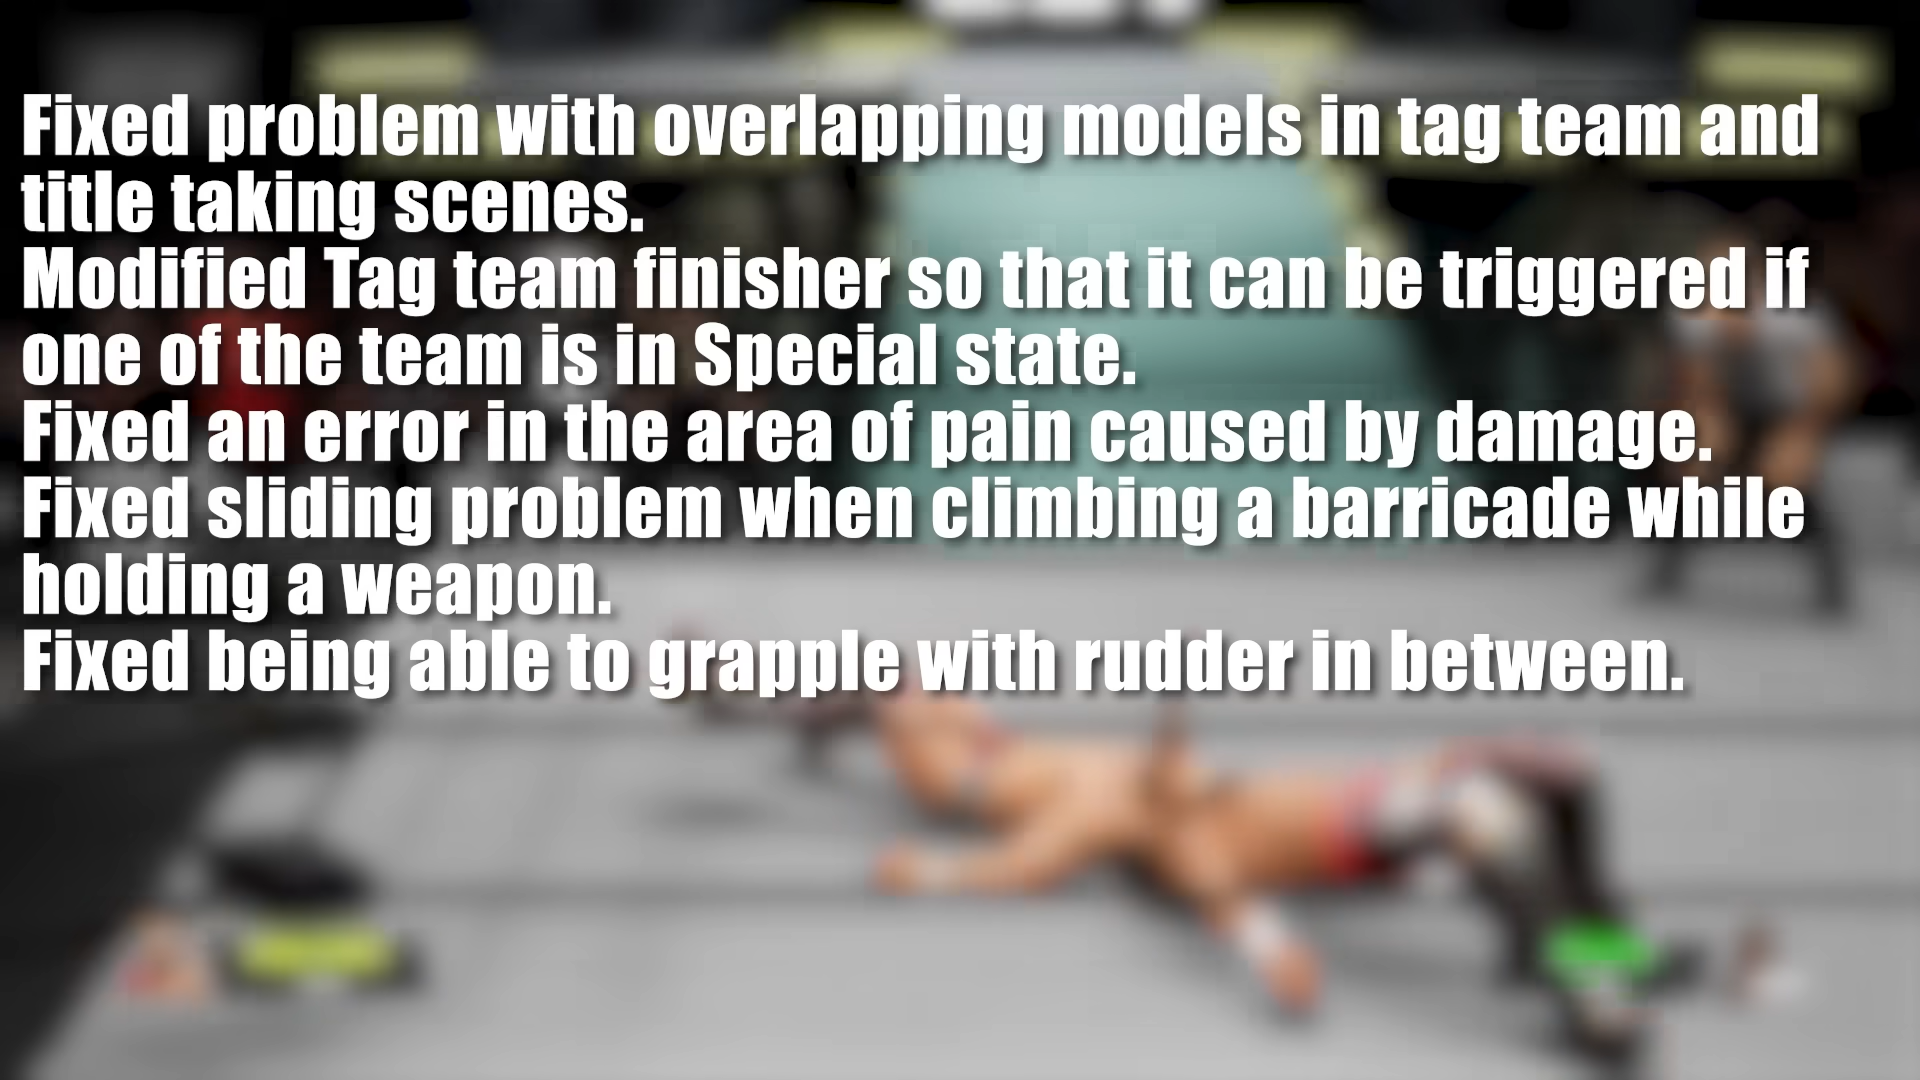 Fixed problem with overlapping models in tag team and
title taking scenes.
Modified Tag team finisher so that it can be triggered if
one of the team is in Special state.
Fixed an error in the area of pain caused by damage.
Fixed sliding problem when climbing a barricade while
holding a weapon.
Fixed being able to grapple with rudder in between.